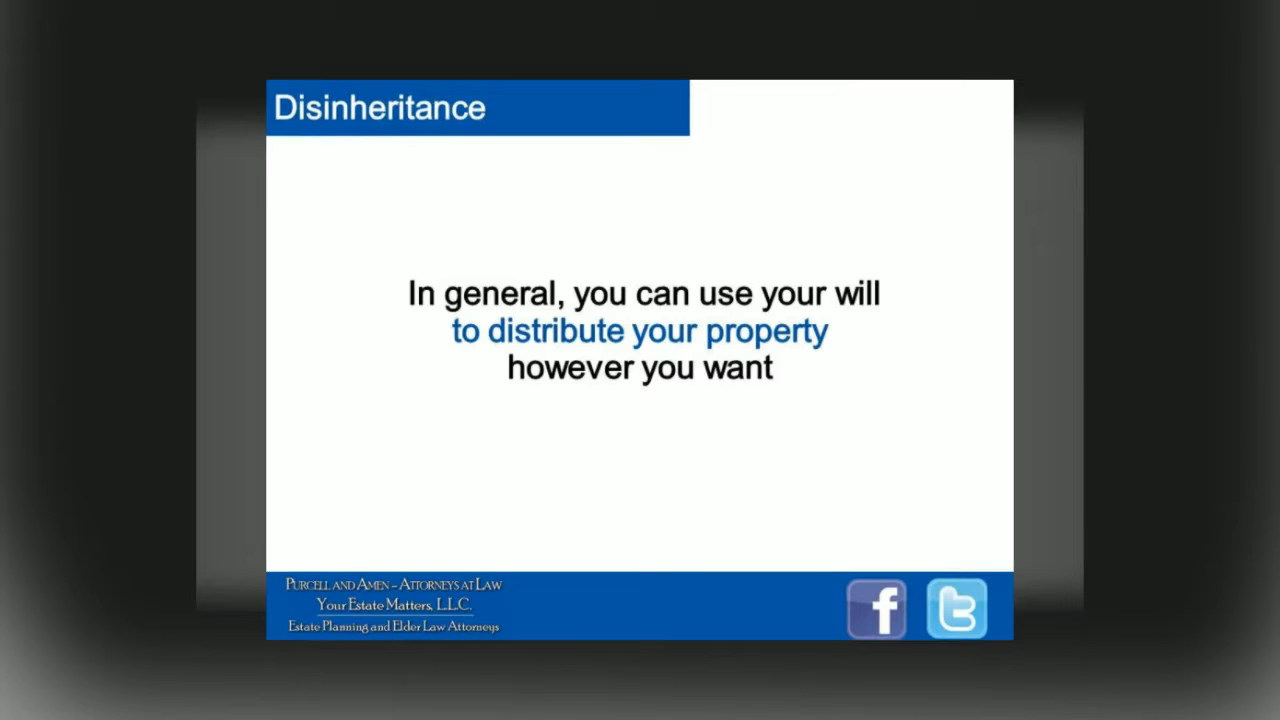 Disinheritance
In general, you can use your will
to distribute your property
however you want
PURCELL AND AMEN – ATTORNEYS AT LAW
Your Estate Matters, L.L.C.
Estate Planning and Elder Law Attorneys